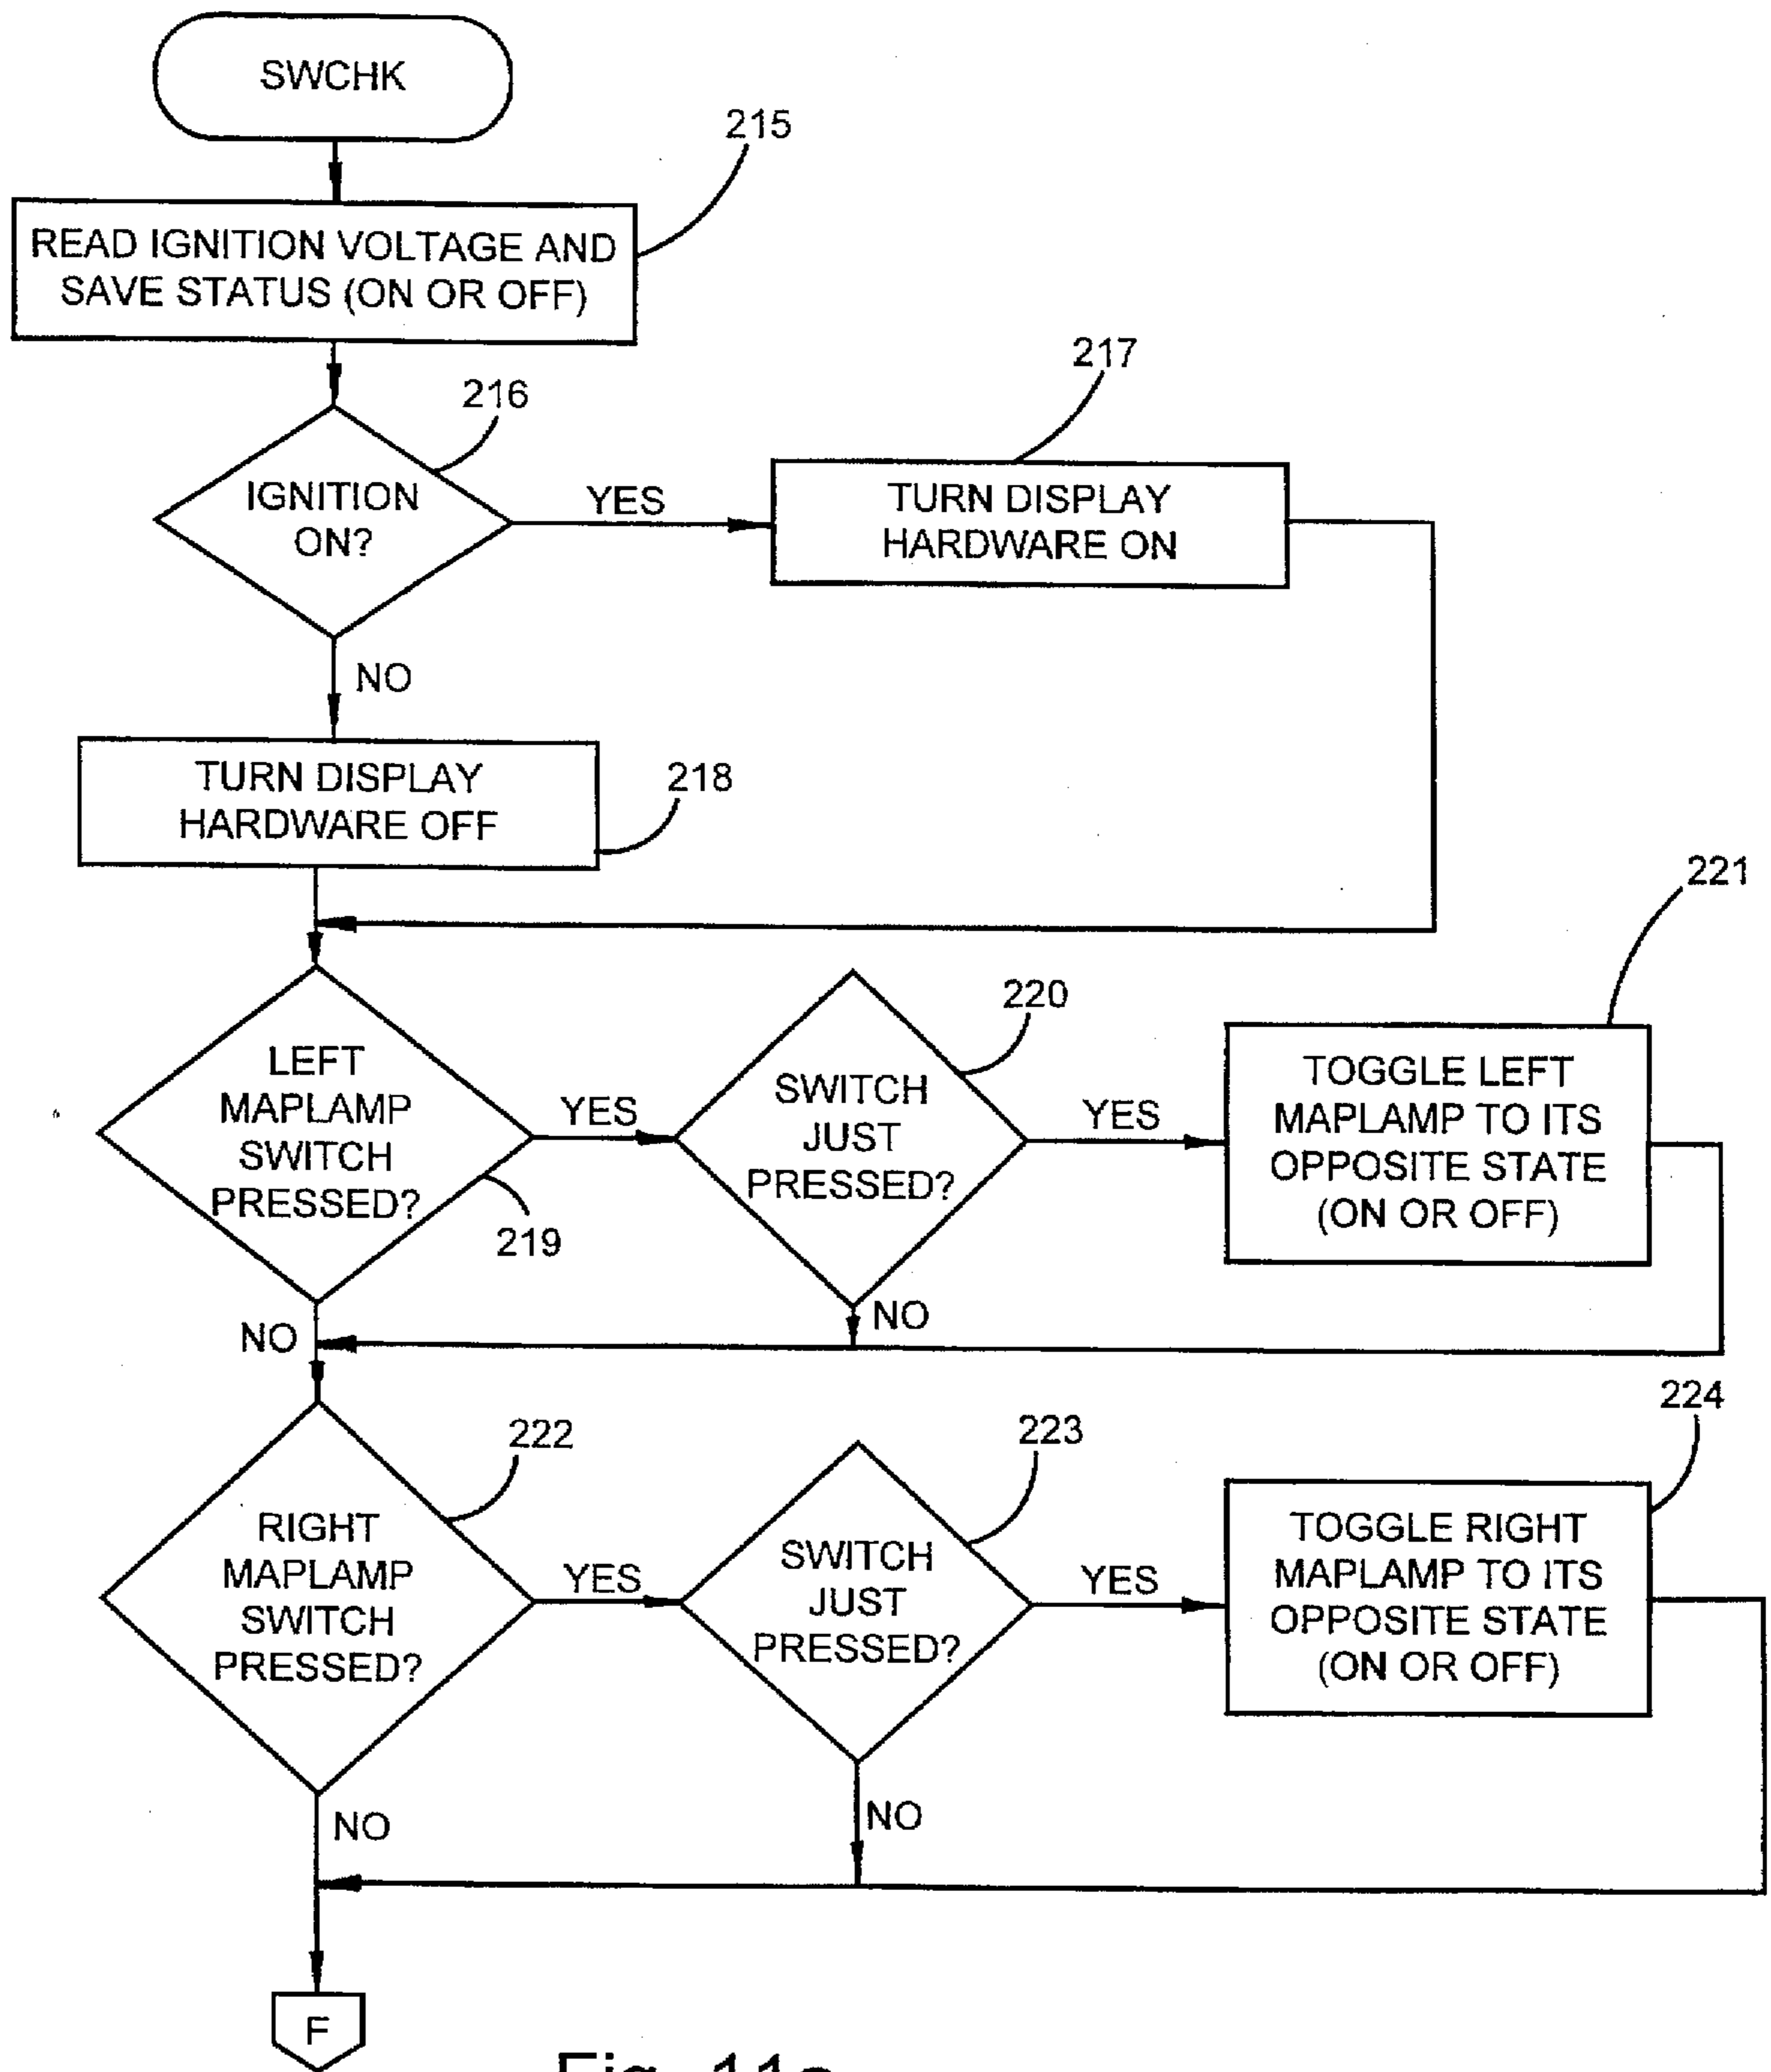 SWCHK
215
READ IGNITION VOLTAGE AND
SAVE STATUS (ON OR OFF)
216
217
IGNITION
ON?
YES
TURN DISPLAY
HARDWARE ON
NO
TURN DISPLAY
HARDWARE OFF
218
221
220
LEFT
MAPLAMP
SWITCH
PRESSED?
219
YES
SWITCH
JUST
PRESSED?
YES
TOGGLE LEFT
MAPLAMP TO ITS
OPPOSITE STATE
(ON OR OFF)
NO
NO
222
223
224
RIGHT
MAPLAMP
SWITCH
PRESSED?
YES
SWITCH
JUST
PRESSED?
YES
TOGGLE RIGHT
MAPLAMP TO ITS
OPPOSITE STATE
(ON OR OFF)
NO
NO
F
Fig. 11a